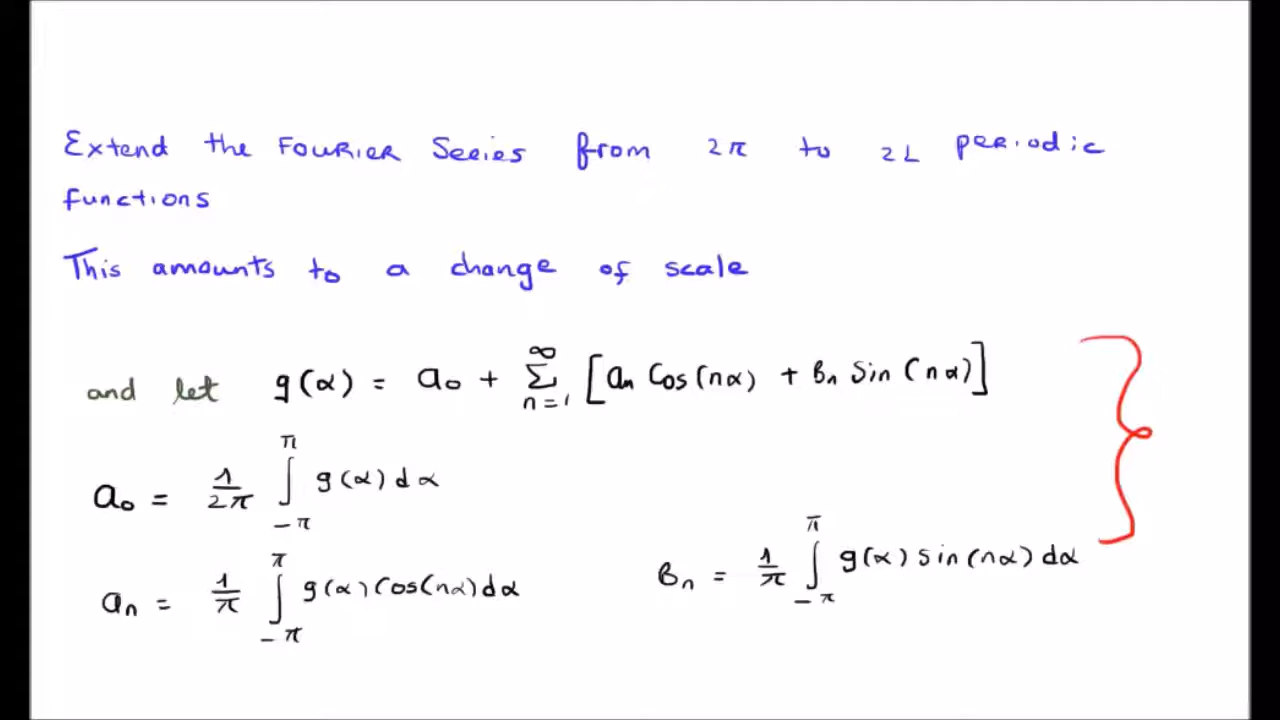 Extend the Fourier Series from 2π to 2L periodic
functions
This amounts to a change of scale
and let g(α) = a₀ + ∑_{n=1}^{∞} [aₙ Cos(nα) + bₙ Sin(nα)]
a₀ = 1/2π ∫_{-π}^{π} g(α) dα
aₙ = 1/π ∫_{-π}^{π} g(α) Cos(nα) dα
Bₙ = 1/π ∫_{-π}^{π} g(α) Sin(nα) dα